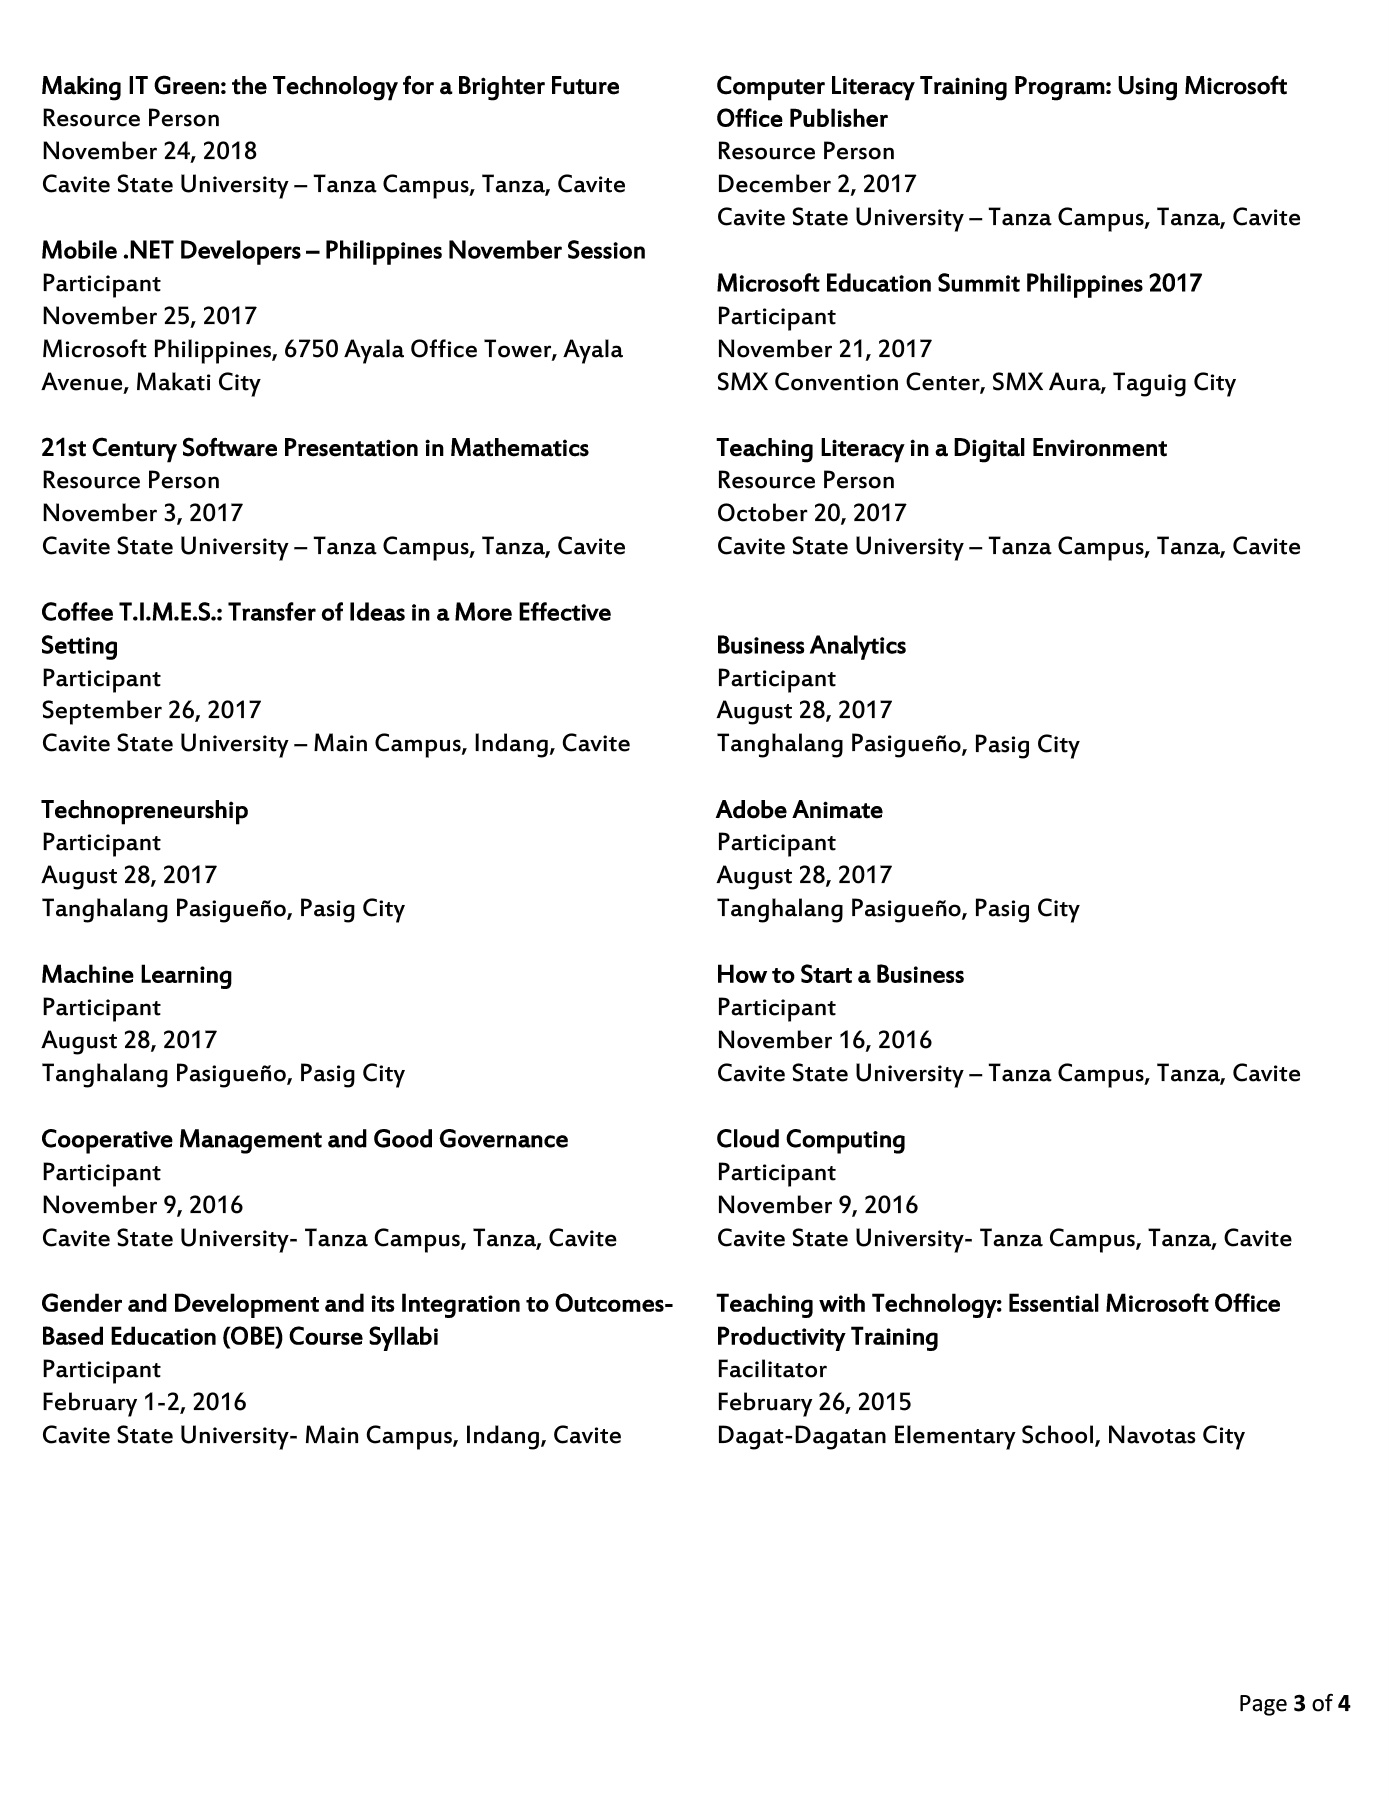 Making IT Green: the Technology for a Brighter Future
Resource Person
November 24, 2018
Cavite State University – Tanza Campus, Tanza, Cavite
Mobile .NET Developers – Philippines November Session
Participant
November 25, 2017
Microsoft Philippines, 6750 Ayala Office Tower, Ayala
Avenue, Makati City
21st Century Software Presentation in Mathematics
Resource Person
November 3, 2017
Cavite State University – Tanza Campus, Tanza, Cavite
Coffee T.I.M.E.S.: Transfer of Ideas in a More Effective
Setting
Participant
September 26, 2017
Cavite State University – Main Campus, Indang, Cavite
Technopreneurship
Participant
August 28, 2017
Tanghalang Pasigueño, Pasig City
Machine Learning
Participant
August 28, 2017
Tanghalang Pasigueño, Pasig City
Cooperative Management and Good Governance
Participant
November 9, 2016
Cavite State University- Tanza Campus, Tanza, Cavite
Gender and Development and its Integration to Outcomes-
Based Education (OBE) Course Syllabi
Participant
February 1-2, 2016
Cavite State University- Main Campus, Indang, Cavite
Computer Literacy Training Program: Using Microsoft
Office Publisher
Resource Person
December 2, 2017
Cavite State University – Tanza Campus, Tanza, Cavite
Microsoft Education Summit Philippines 2017
Participant
November 21, 2017
SMX Convention Center, SMX Aura, Taguig City
Teaching Literacy in a Digital Environment
Resource Person
October 20, 2017
Cavite State University – Tanza Campus, Tanza, Cavite
Business Analytics
Participant
August 28, 2017
Tanghalang Pasigueño, Pasig City
Adobe Animate
Participant
August 28, 2017
Tanghalang Pasigueño, Pasig City
How to Start a Business
Participant
November 16, 2016
Cavite State University – Tanza Campus, Tanza, Cavite
Cloud Computing
Participant
November 9, 2016
Cavite State University- Tanza Campus, Tanza, Cavite
Teaching with Technology: Essential Microsoft Office
Productivity Training
Facilitator
February 26, 2015
Dagat-Dagatan Elementary School, Navotas City
Page 3 of 4